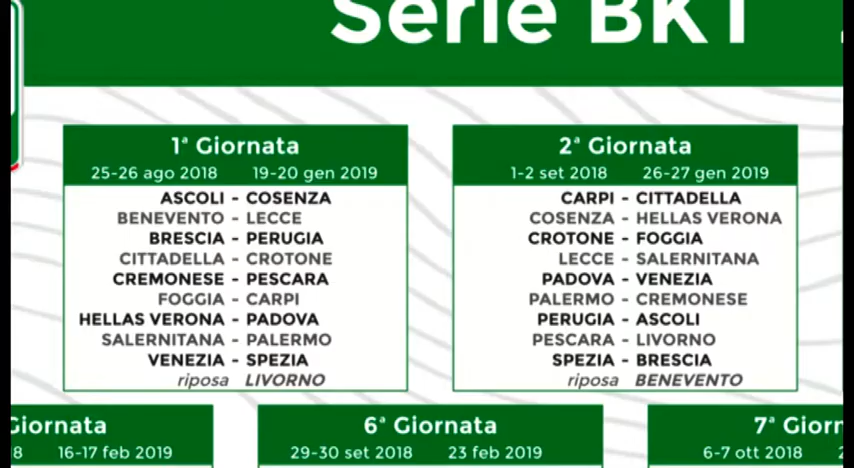 Serie BKT
1ª Giornata
25-26 ago 2018 19-20 gen 2019
ASCOLI - COSENZA
BENEVENTO - LECCE
BRESCIA - PERUGIA
CITTADELLA - CROTONE
CREMONESE - PESCARA
FOGGIA - CARPI
HELLAS VERONA - PADOVA
SALERNITANA - PALERMO
VENEZIA - SPEZIA
riposa LIVORNO
2ª Giornata
1-2 set 2018 26-27 gen 2019
CARPI - CITTADELLA
COSENZA - HELLAS VERONA
CROTONE - FOGGIA
LECCE - SALERNITANA
PADOVA - VENEZIA
PALERMO - CREMONESE
PERUGIA - ASCOLI
PESCARA - LIVORNO
SPEZIA - BRESCIA
riposa BENEVENTO
Giornata
8 16-17 feb 2019
6ª Giornata
29-30 set 2018 23 feb 2019
7ª Giorn
6-7 ott 2018